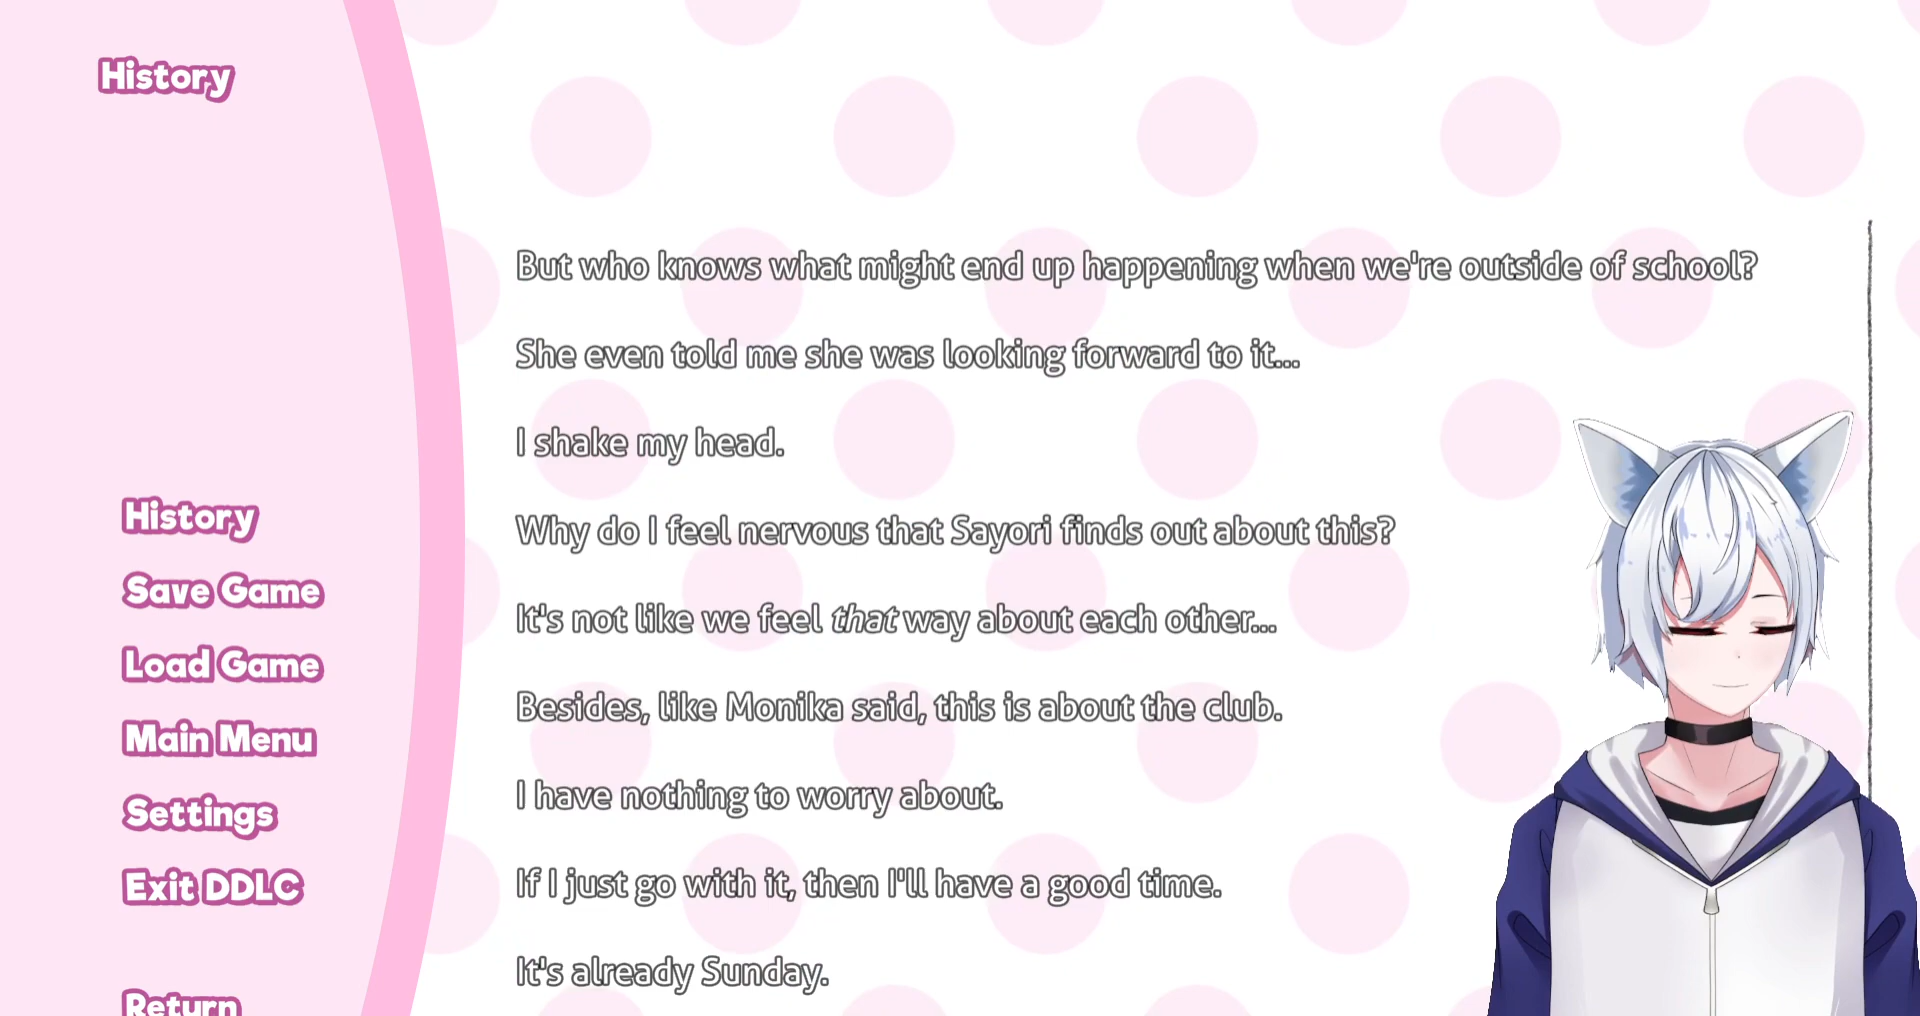 History
History
Save Game
Load Game
Main Menu
Settings
Exit DDLC
Return
But who knows what might end up happening when we're outside of school?
She even told me she was looking forward to it...
I shake my head.
Why do I feel nervous that Sayori finds out about this?
It's not like we feel that way about each other...
Besides, like Monika said, this is about the club.
I have nothing to worry about.
If I just go with it, then I'll have a good time.
It's already Sunday.